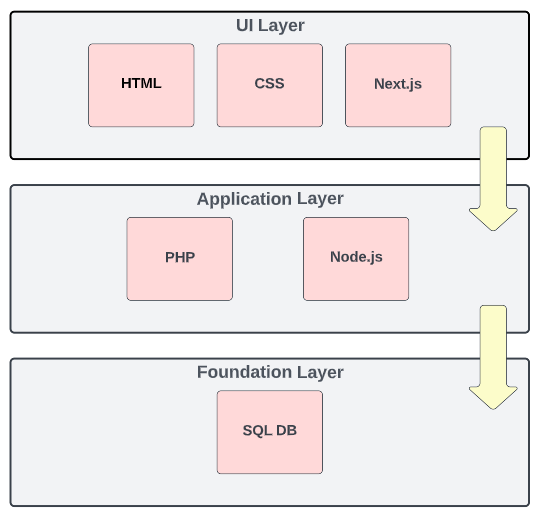 UI Layer
HTML
CSS
Next.js
Application Layer
PHP
Node.js
Foundation Layer
SQL DB